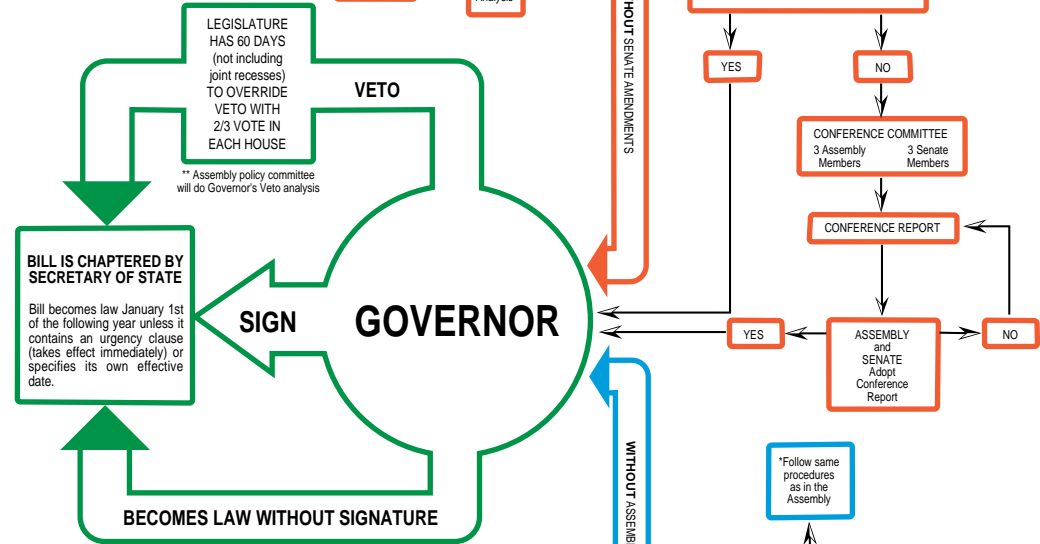 Analysis
LEGISLATURE
HAS 60 DAYS
(not including
joint recesses)
TO OVERRIDE
VETO WITH
2/3 VOTE IN
EACH HOUSE
VETO
** Assembly policy committee
will do Governor's Veto analysis
BILL IS CHAPTERED BY
SECRETARY OF STATE
Bill becomes law January 1st
of the following year unless it
contains an urgency clause
(takes effect immediately) or
specifies its own effective
date.
SIGN
GOVERNOR
BECOMES LAW WITHOUT SIGNATURE
SENATE AMENDMENTS
WITHOUT
YES
NO
CONFERENCE COMMITTEE
3 Assembly
Members
3 Senate
Members
CONFERENCE REPORT
YES
ASSEMBLY
and
SENATE
Adopt
Conference
Report
NO
*Follow same
procedures
as in the
Assembly